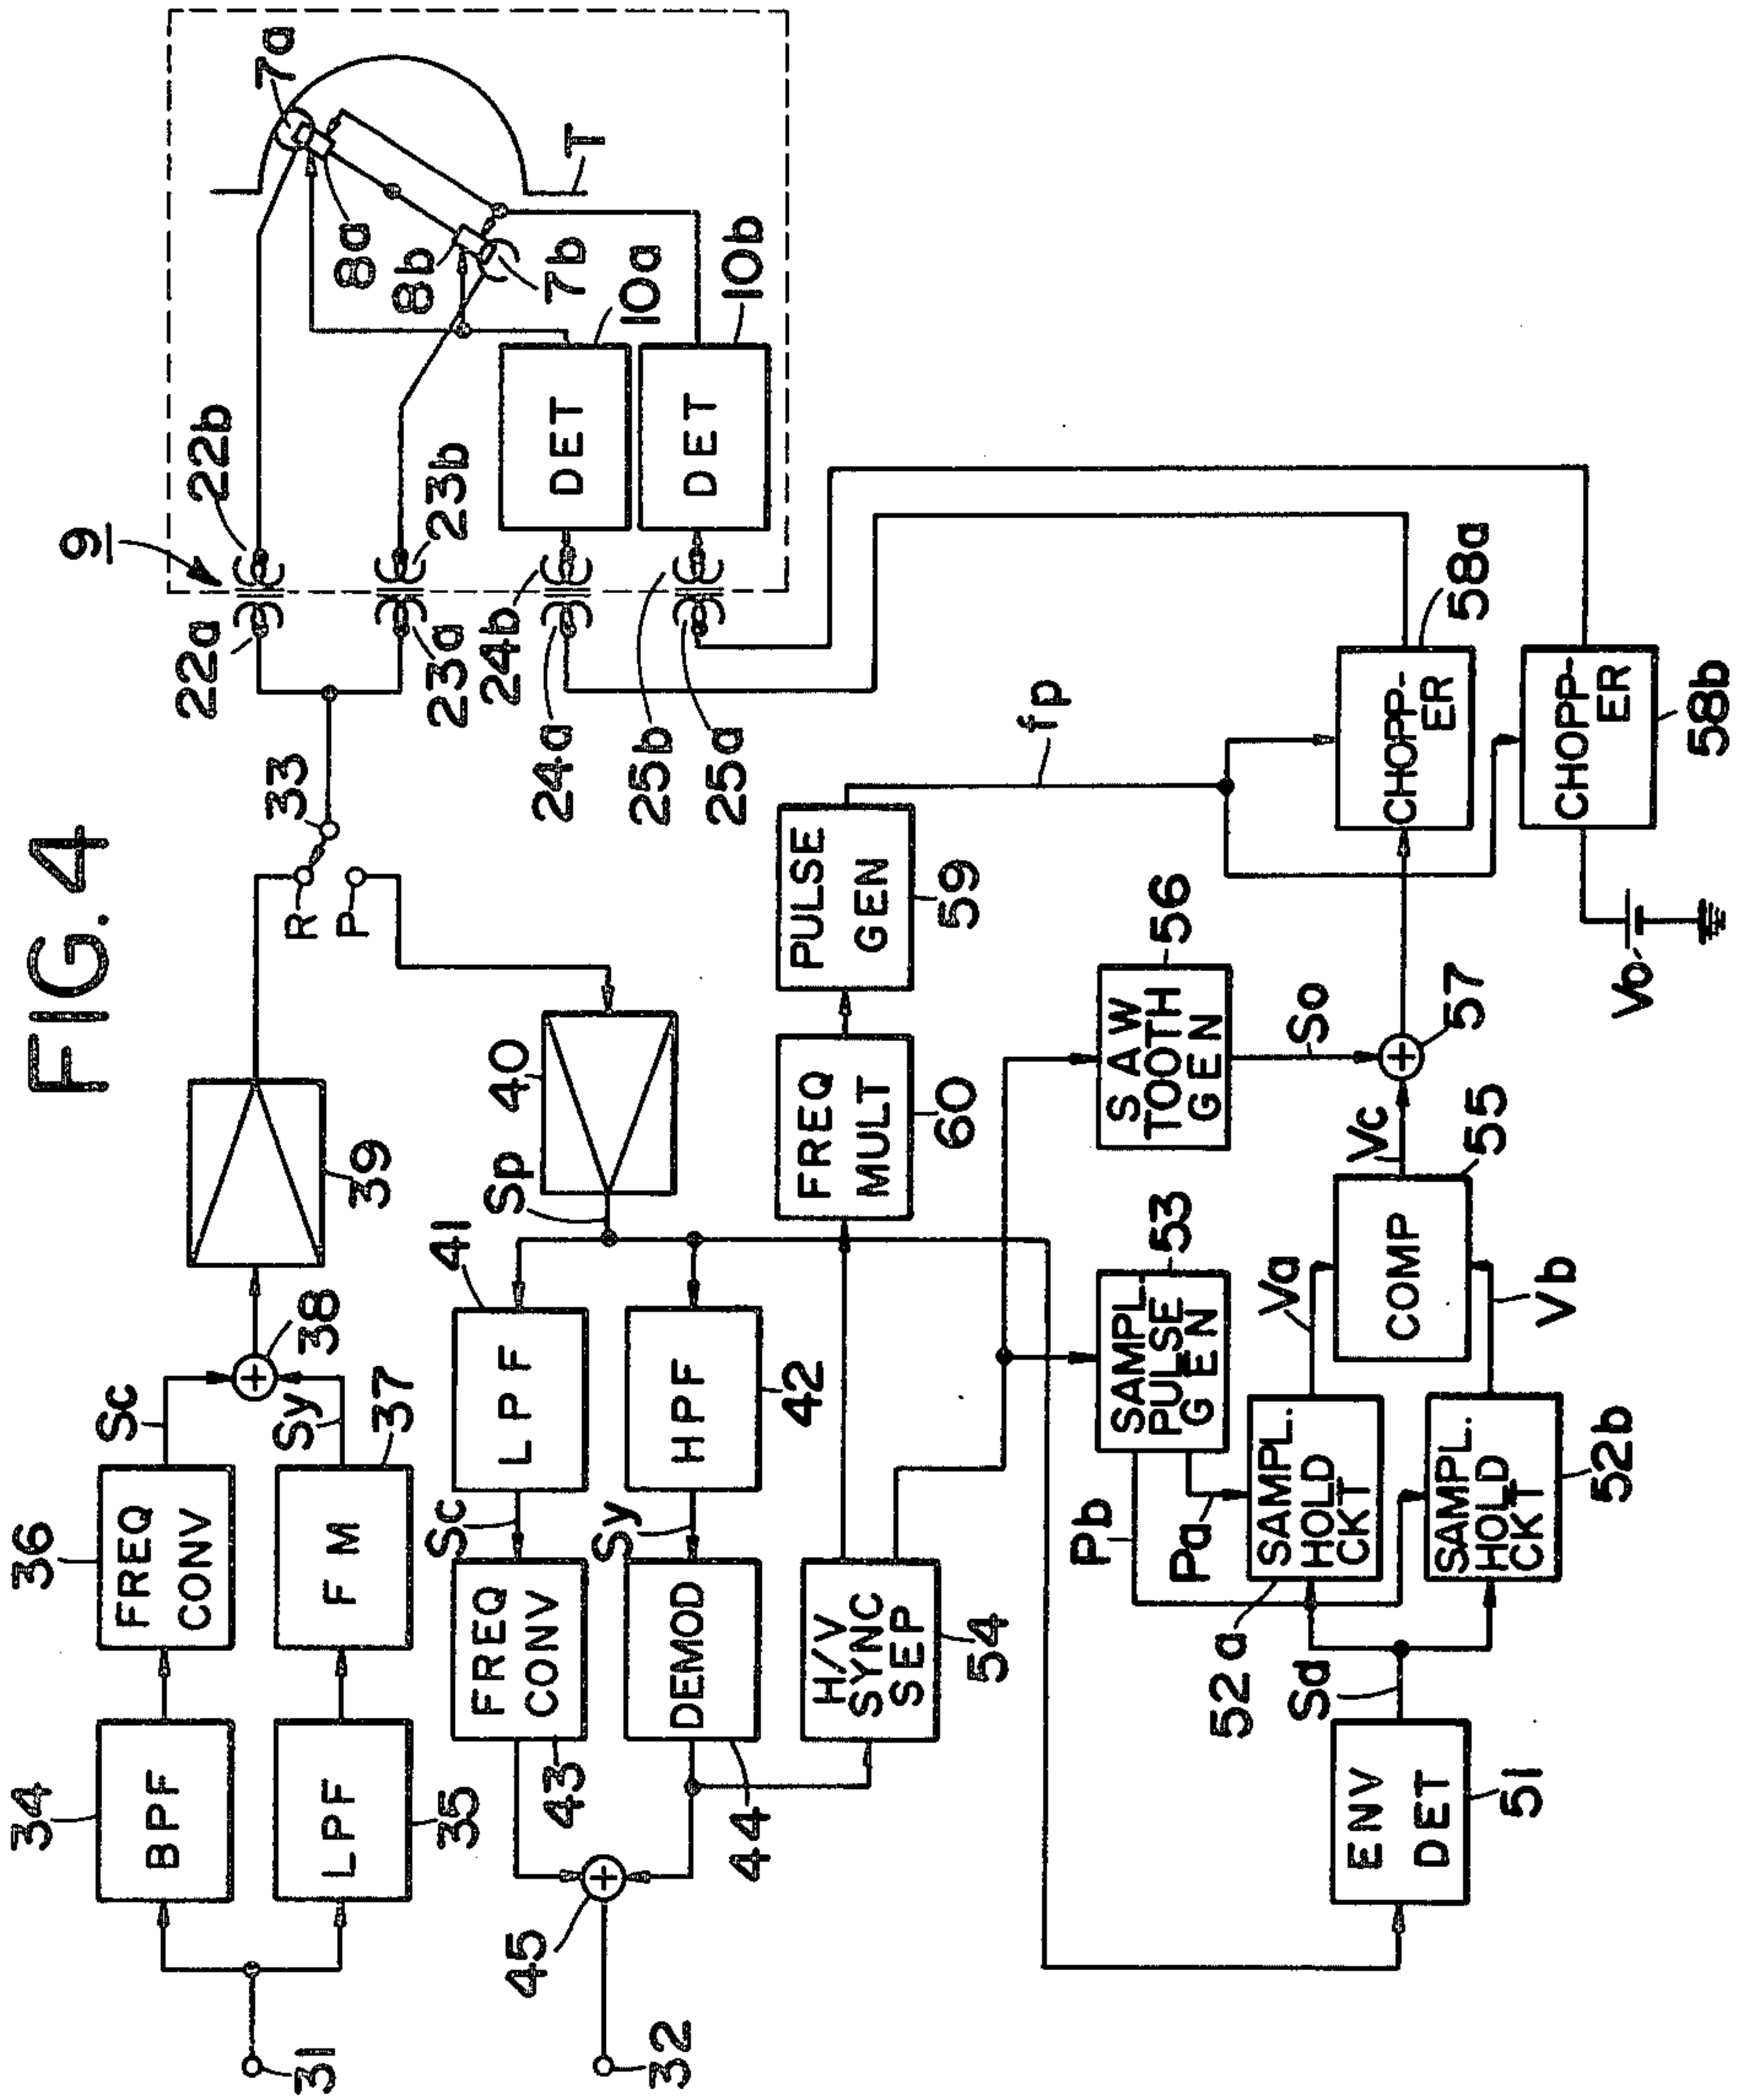 FIG. 4
9
22a
22b
7a
8a
8b
7b
T
23a
23b
24a
24b
25a
25b
DET
10a
DET
10b
33
R
P
39
40
Sp
34
BPF
36
FREQ
CONV
Sc
38
35
LPF
37
FM
Sy
41
LPF
Sc
43
FREQ
CONV
42
HPF
Sy
44
DEMOD
45
31
32
54
H/V
SYNC
SEP
60
FREQ
MULT
59
PULSE
GEN
fp
53
SAMPL.
PULSE
GEN
Pb
Pa
56
SAW
TOOTH
GEN
So
51
ENV
DET
Sd
52a
SAMPL.
HOLD
CKT
52b
SAMPL.
HOLD
CKT
Va
Vb
COMP
55
Vc
57
58a
CHOPP-
ER
58b
CHOPP-
ER
Vo